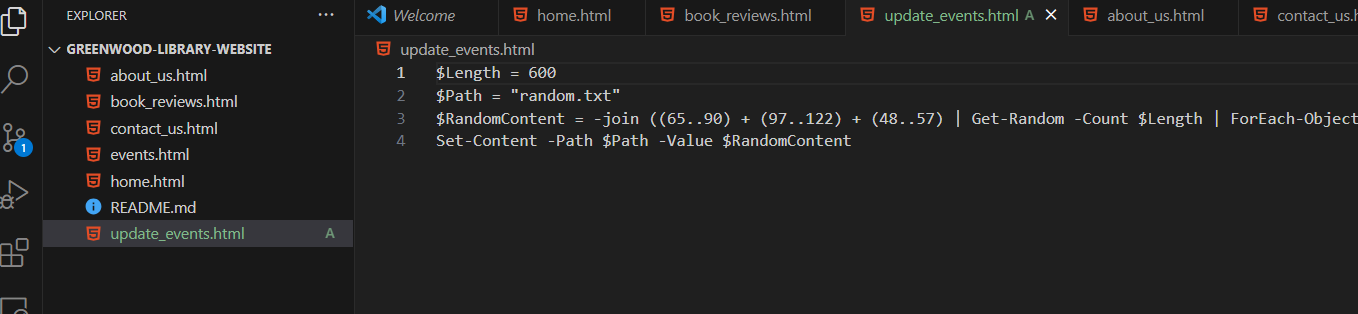 EXPLORER ...
Welcome home.html book_reviews.html update_events.html A about_us.html contact_us.h
GREENWOOD-LIBRARY-WEBSITE
about_us.html
book_reviews.html
contact_us.html
events.html
home.html
README.md
update_events.html A
1
update_events.html
1 $Length = 600
2 $Path = "random.txt"
3 $RandomContent = -join ((65..90) + (97..122) + (48..57) | Get-Random -Count $Length | ForEach-Object
4 Set-Content -Path $Path -Value $RandomContent